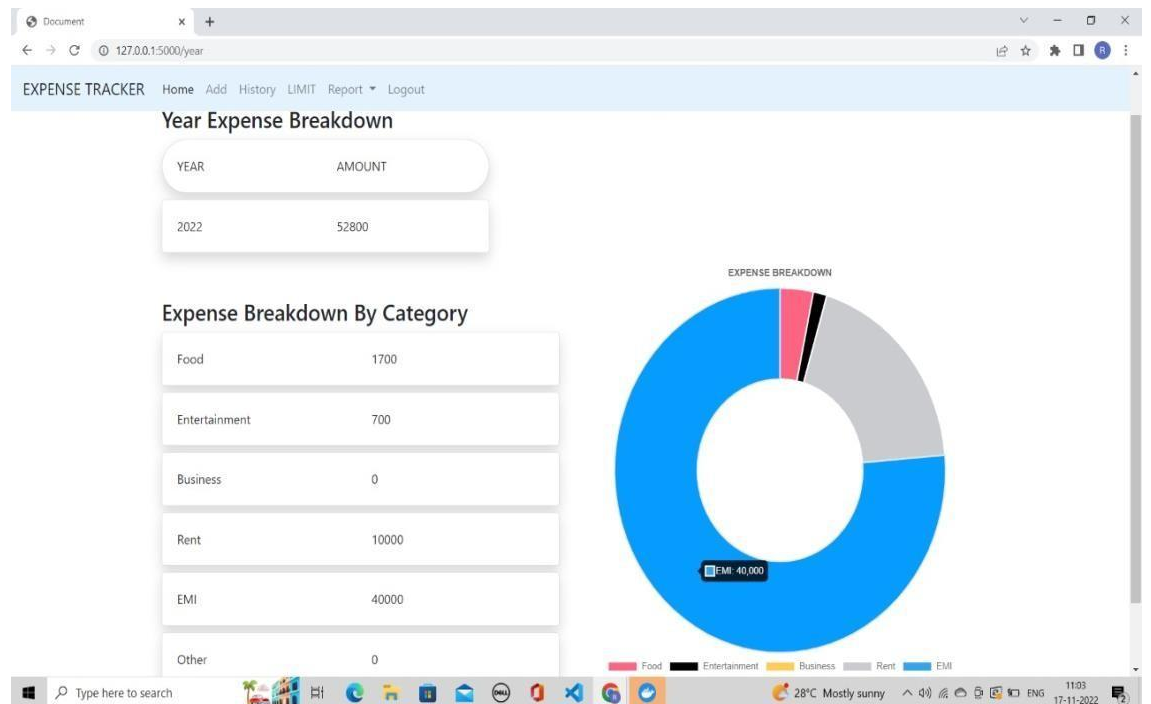 Document
127.0.0.1:5000/year
R
EXPENSE TRACKER Home Add History LIMIT Report Logout
Year Expense Breakdown
YEAR AMOUNT
2022 52800
Expense Breakdown By Category
Food 1700
Entertainment 700
Business 0
Rent 10000
EMI 40000
Other 0
EXPENSE BREAKDOWN
EMI: 40,000
Food Entertainment Business Rent EMI
Type here to search
DELL
28°C Mostly sunny
ENG
11:03
17-11-2022
2